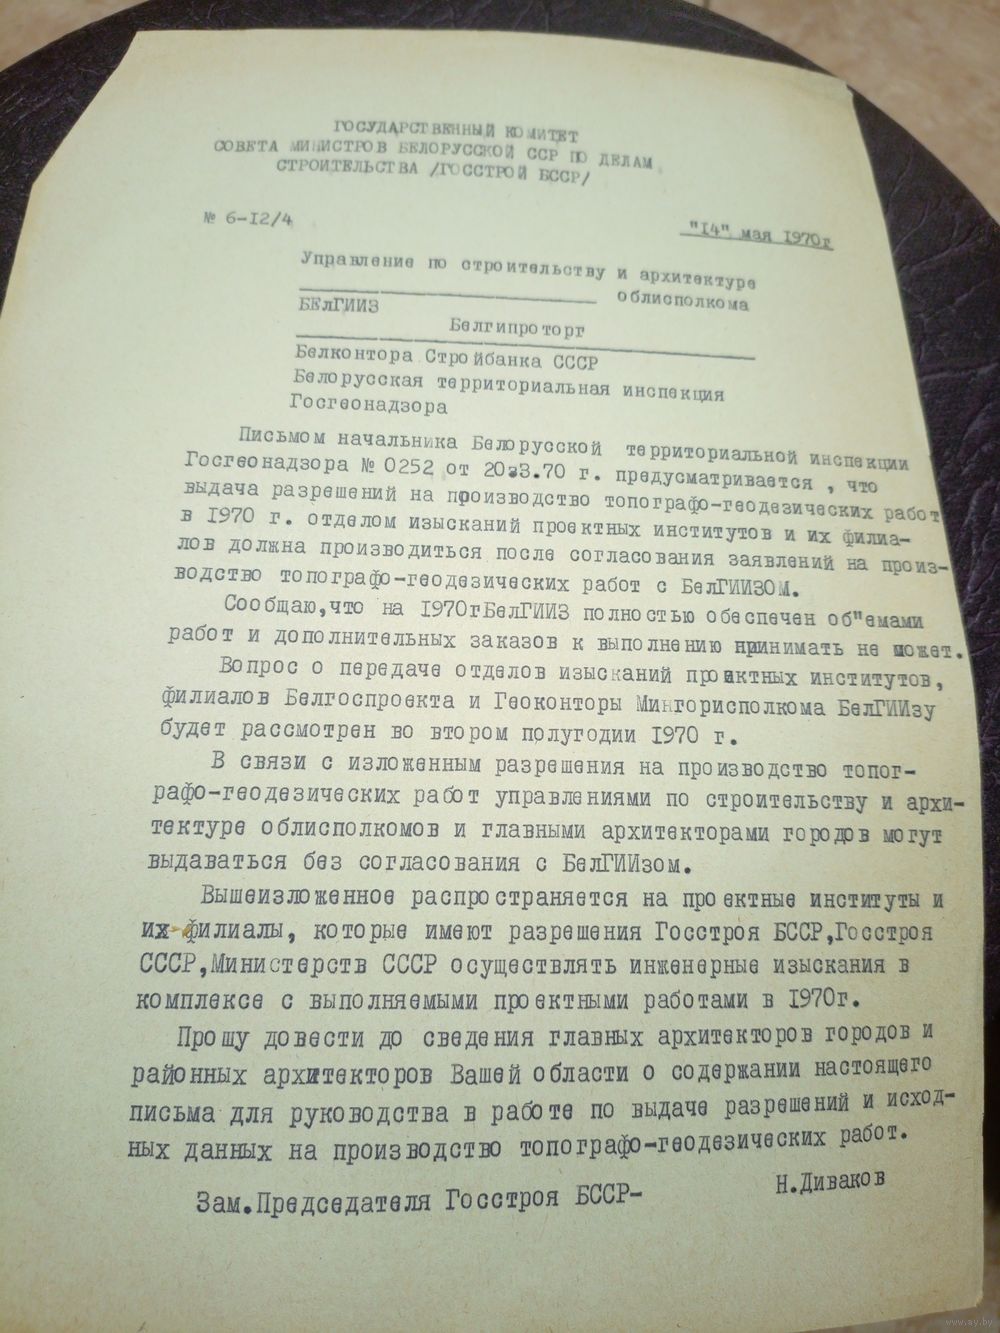 ГОСУДАРСТВЕННЫЙ КОМИТЕТ
СОВЕТА МИНИСТРОВ БЕЛОРУССКОЙ ССР ПО ДЕЛАМ
СТРОИТЕЛЬСТВА /ГОССТРОЙ БССР/
№ 6-12/4
"14" мая 1970г
Управление по строительству и архитектуре
облисполкома
БЕлГИИЗ
Белгипроторг
Белконтора Стройбанка СССР
Белорусская территориальная инспекция
Госгеонадзора
Письмом начальника Белорусской территориальной инспекции
Госгеонадзора № 0252 от 20.3.70 г. предусматривается , что
выдача разрешений на производство топографо-геодезических работ
в 1970 г. отделом изысканий проектных институтов и их филиа-
лов должна производиться после согласования заявлений на произ-
водство топографо-геодезических работ с БелГИИЗОМ.
Сообщаю,что на 1970гБелГИИЗ полностью обеспечен об"емами
работ и дополнительных заказов к выполнению принимать не может.
Вопрос о передаче отделов изысканий проектных институтов,
филиалов Белгоспроекта и Геоконторы Мингорисполкома БелГИИзу
будет рассмотрен во втором полугодии 1970 г.
В связи с изложенным разрешения на производство топог-
рафо-геодезических работ управлениями по строительству и архи-
тектуре облисполкомов и главными архитекторами городов могут
выдаваться без согласования с БелГИИзом.
Вышеизложенное распространяется на проектные институты и
их филиалы, которые имеют разрешения Госстроя БССР,Госстроя
СССР,Министерств СССР осуществлять инженерные изыскания в
комплексе с выполняемыми проектными работами в 1970г.
Прошу довести до сведения главных архитекторов городов и
районных архитекторов Вашей области о содержании настоящего
письма для руководства в работе по выдаче разрешений и исход-
ных данных на производство топографо-геодезических работ.
Зам.Председателя Госстроя БССР-
Н.Диваков
www.ay.by